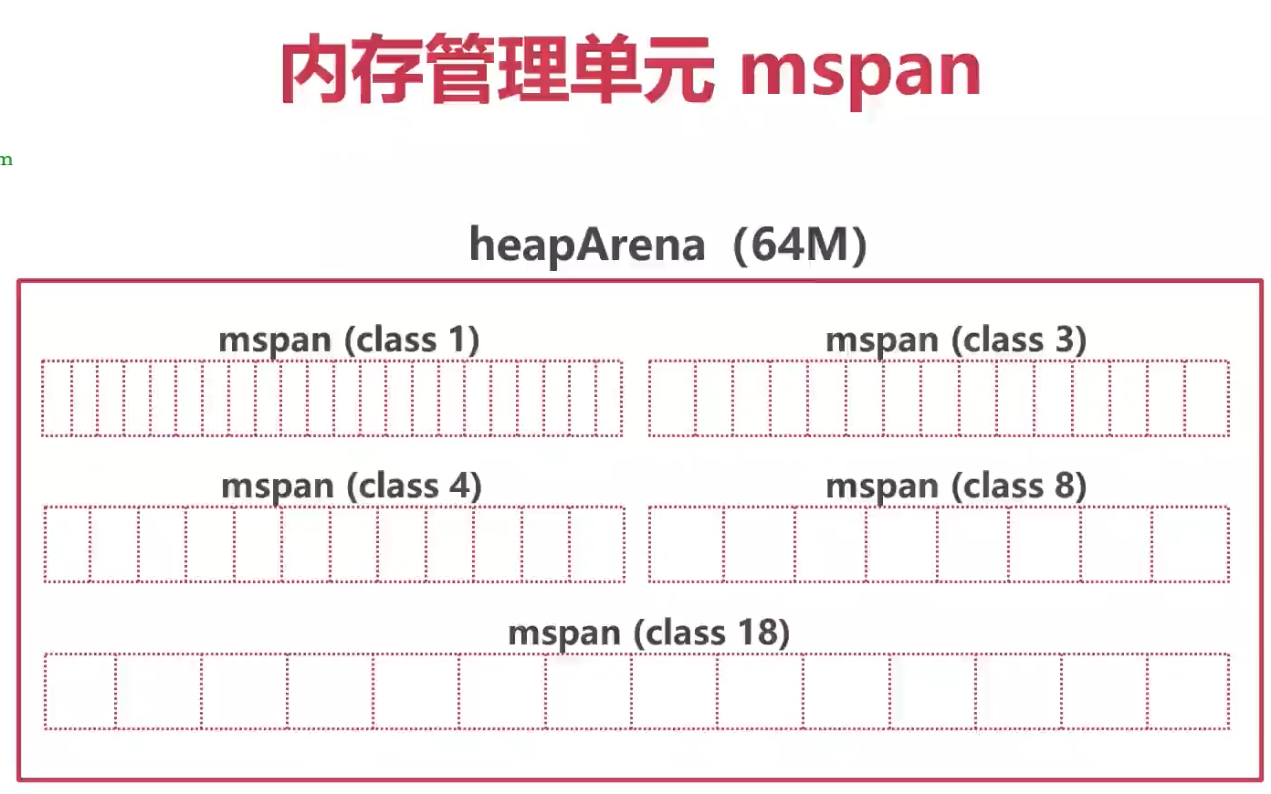 内存管理单元 mspan
m
heapArena（64M）
mspan (class 1)
mspan (class 3)
mspan (class 4)
mspan (class 8)
mspan (class 18)